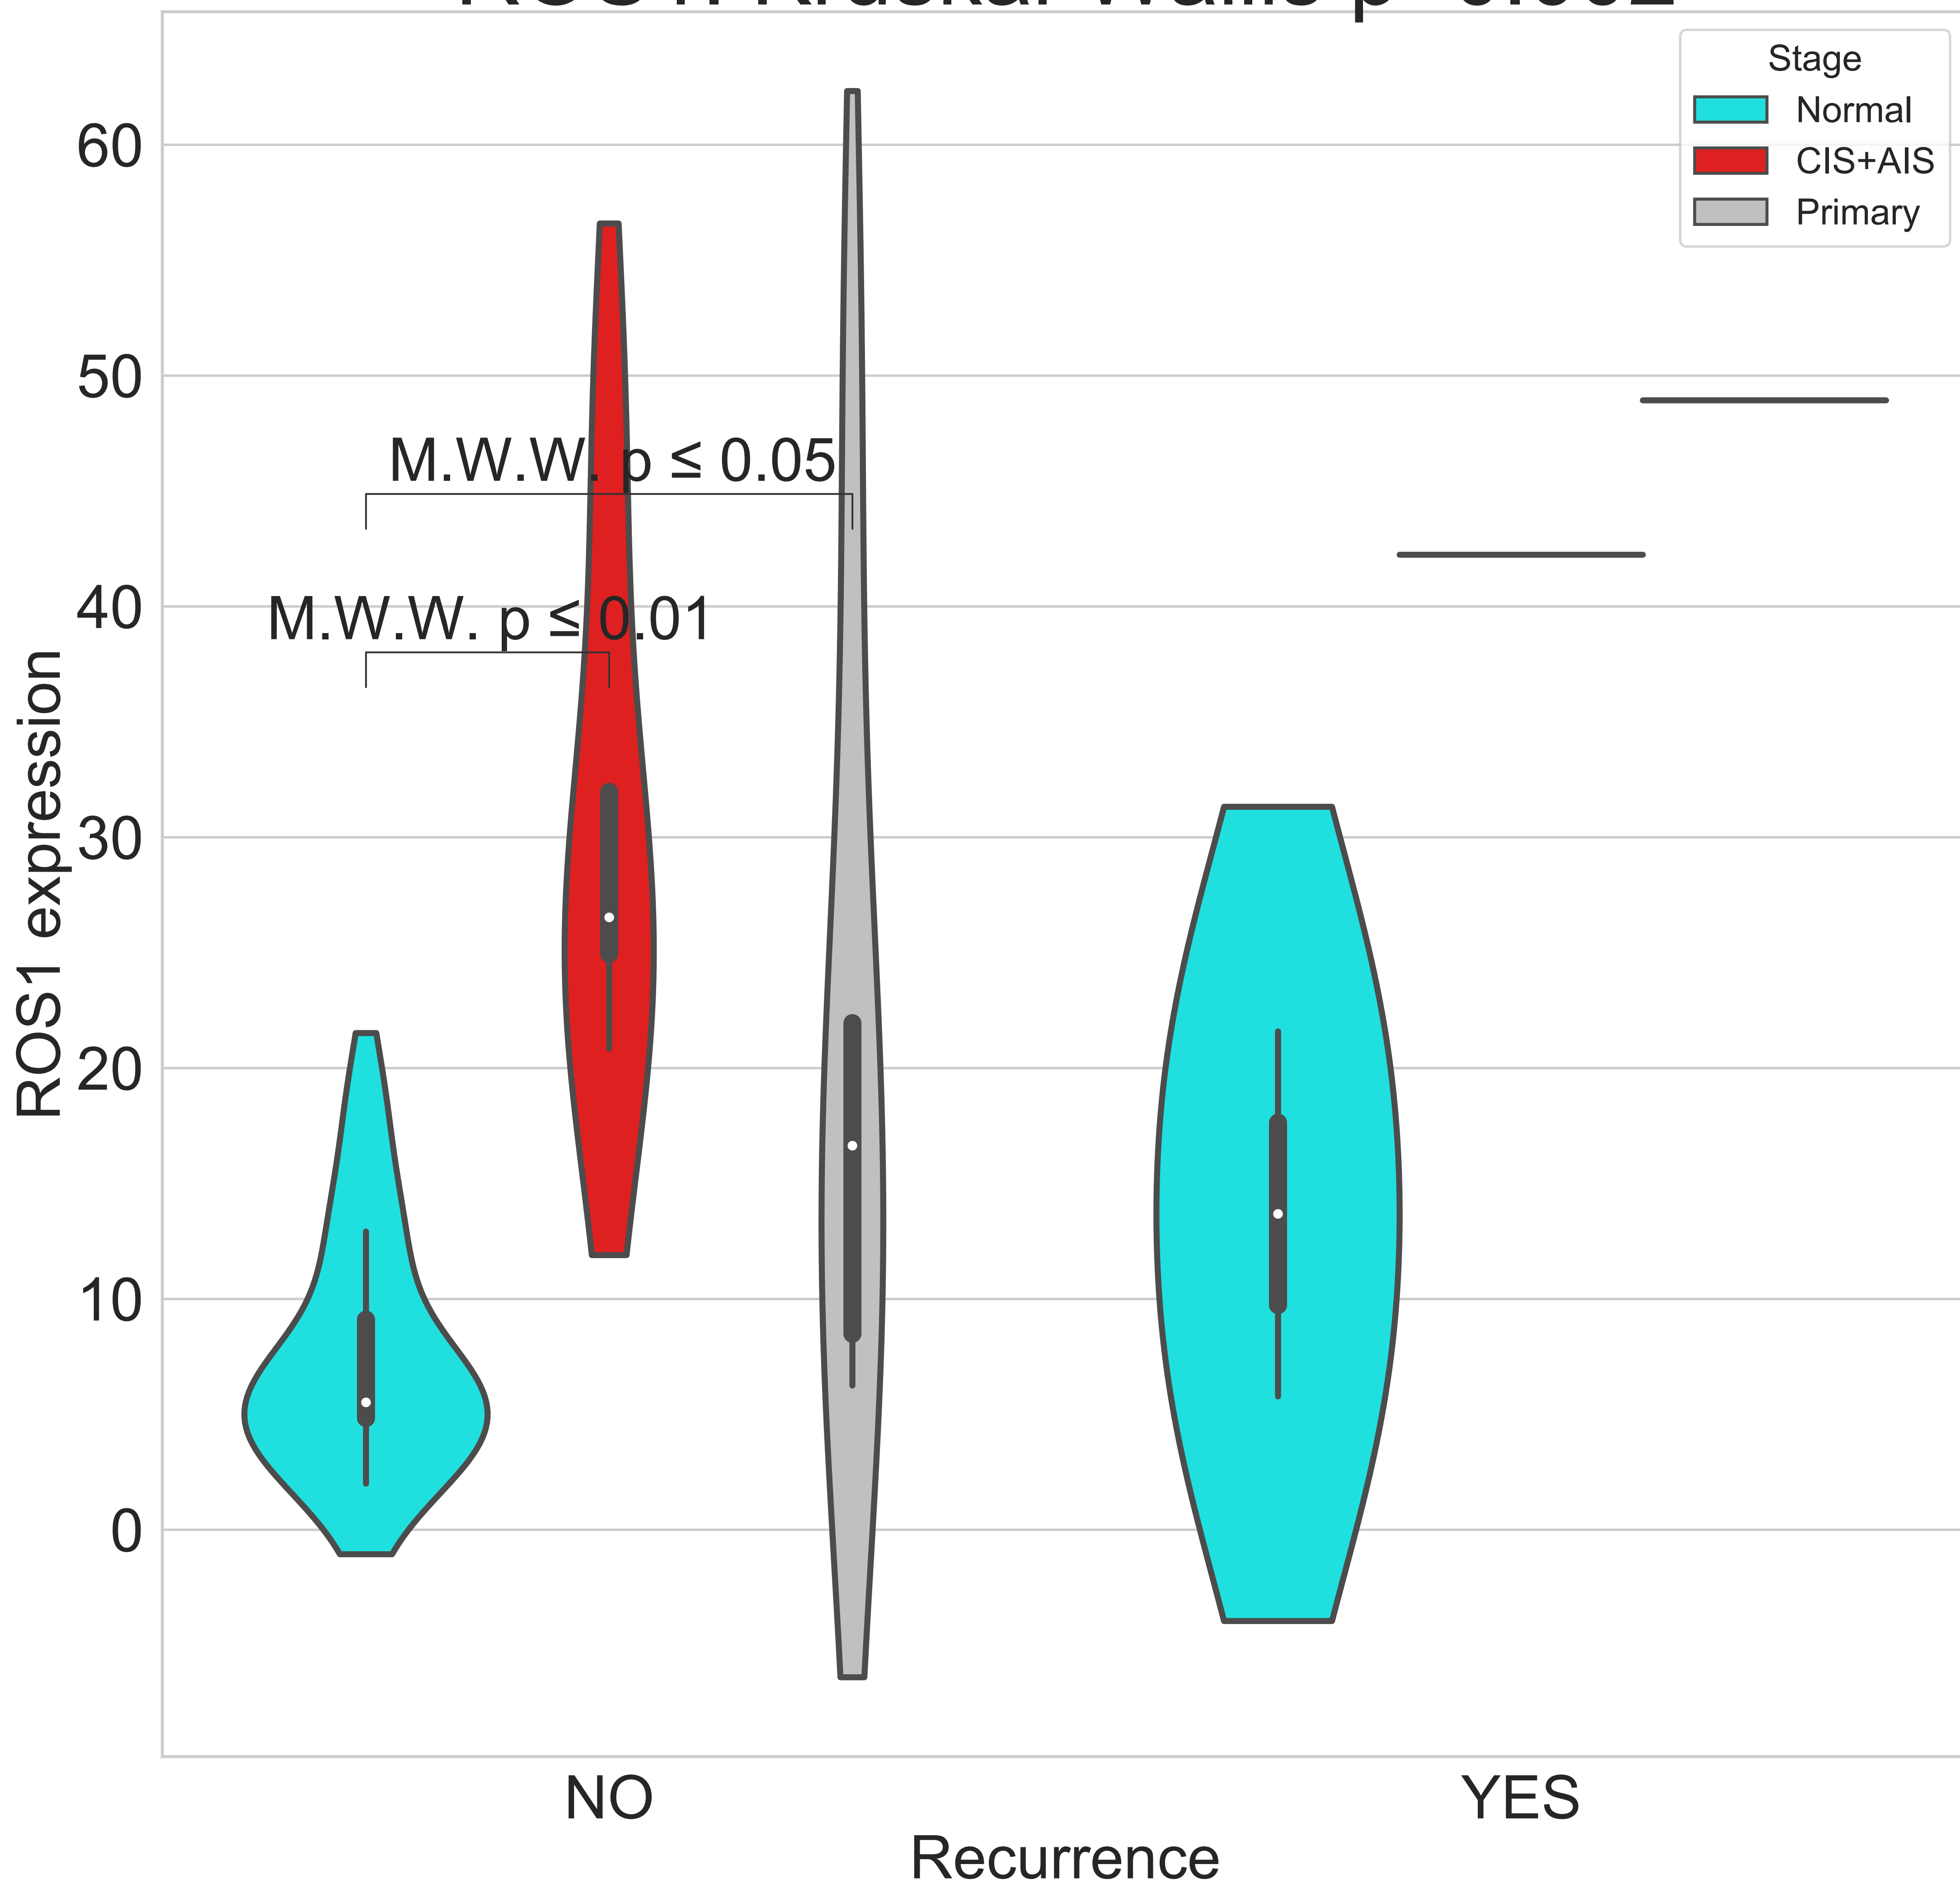 Stage
Normal
CIS+AIS
Primary
60
50
40
30
20
10
0
M.W.W. p ≤ 0.05
M.W.W. p ≤ 0.01
ROS1 expression
NO
YES
Recurrence